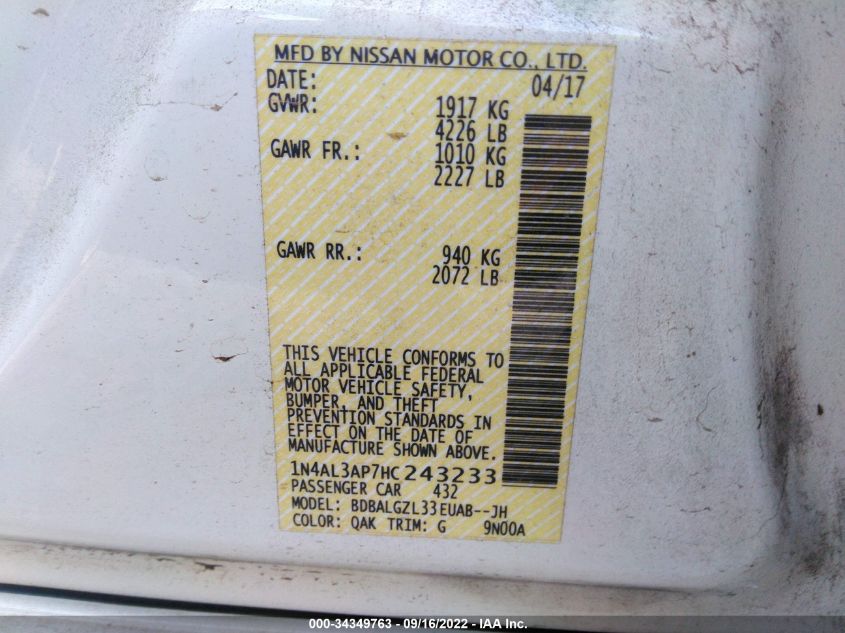 MFD BY NISSAN MOTOR CO., LTD.
DATE: 04/17
GVWR: 1917 KG
4226 LB
GAWR FR.: 1010 KG
2227 LB
GAWR RR.: 940 KG
2072 LB
THIS VEHICLE CONFORMS TO
ALL APPLICABLE FEDERAL
MOTOR VEHICLE SAFETY,
BUMPER, AND THEFT
PREVENTION STANDARDS IN
EFFECT ON THE DATE OF
MANUFACTURE SHOWN ABOVE.
1N4AL3AP7HC243233
PASSENGER CAR 432
MODEL: BDBALGZL33EUAB--JH
COLOR: QAK TRIM: G 9N00A
000-34349763 - 09/16/2022 - IAA Inc.